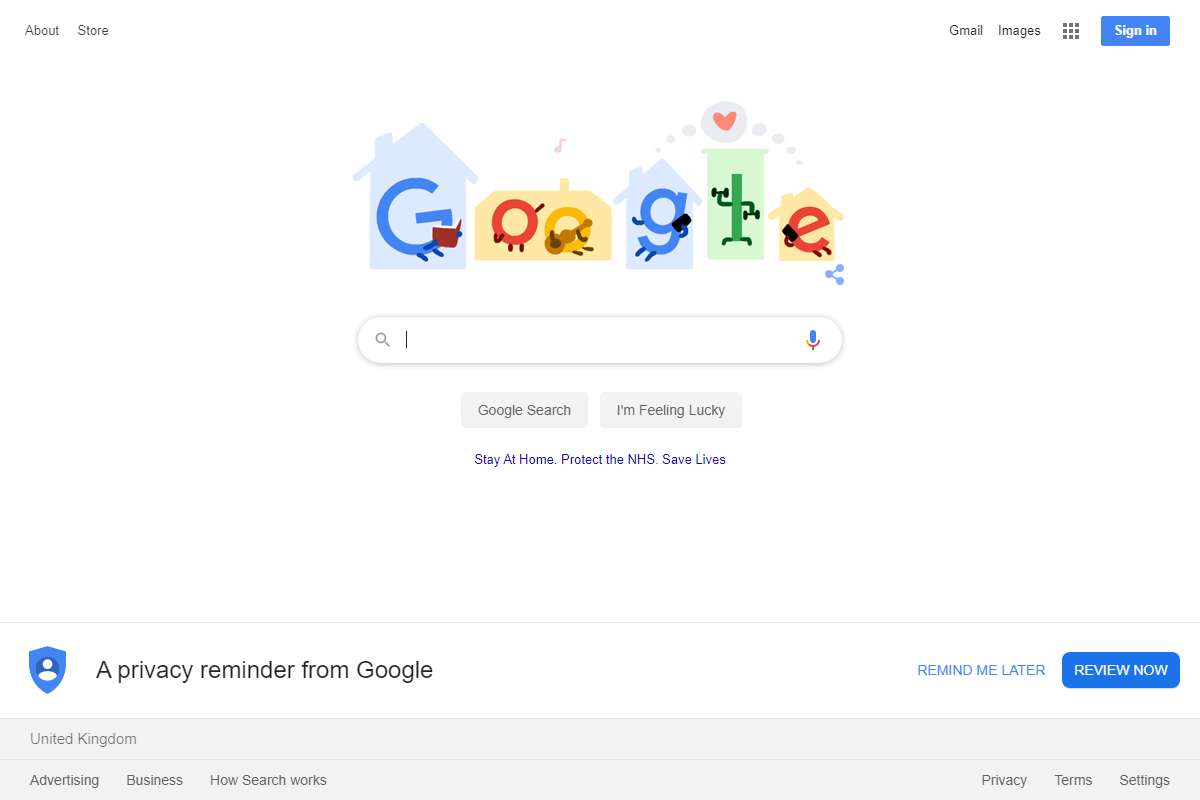 About Store Gmail Images Sign in
Google
Google Search I'm Feeling Lucky
Stay At Home. Protect the NHS. Save Lives
A privacy reminder from Google REMIND ME LATER REVIEW NOW
United Kingdom
Advertising Business How Search works Privacy Terms Settings